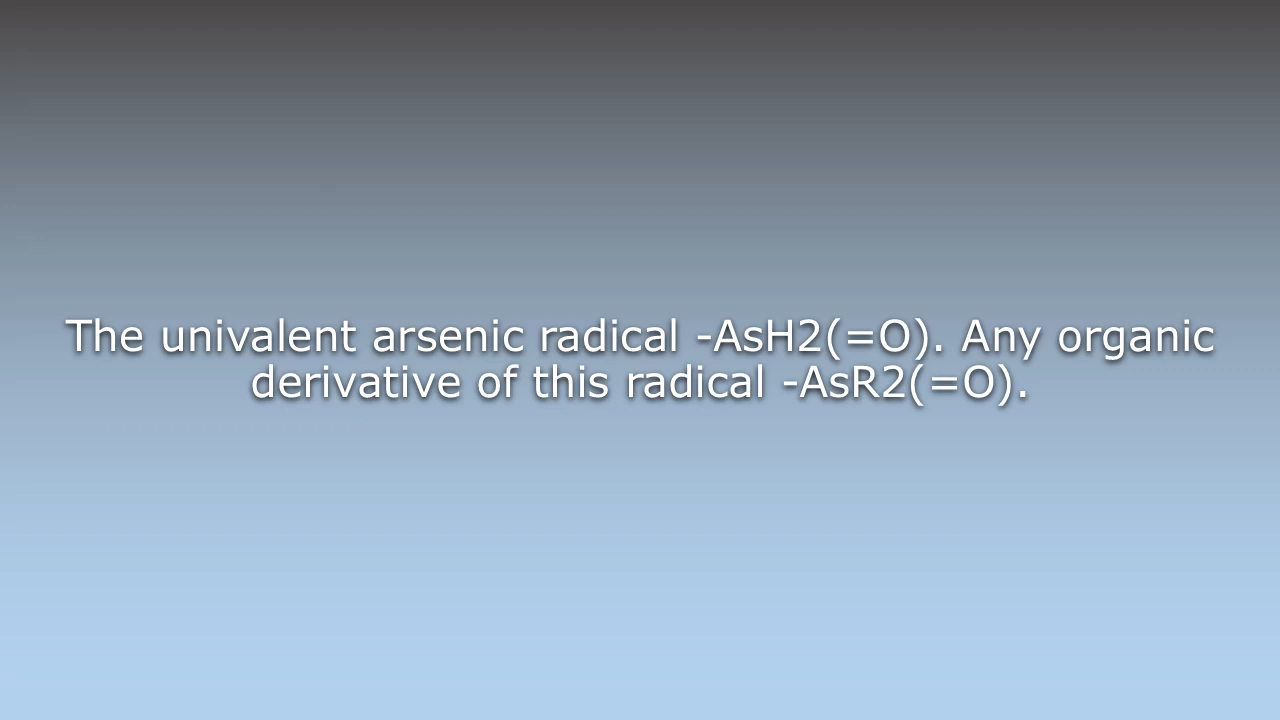 The univalent arsenic radical -AsH2(=O). Any organic
derivative of this radical -AsR2(=O).